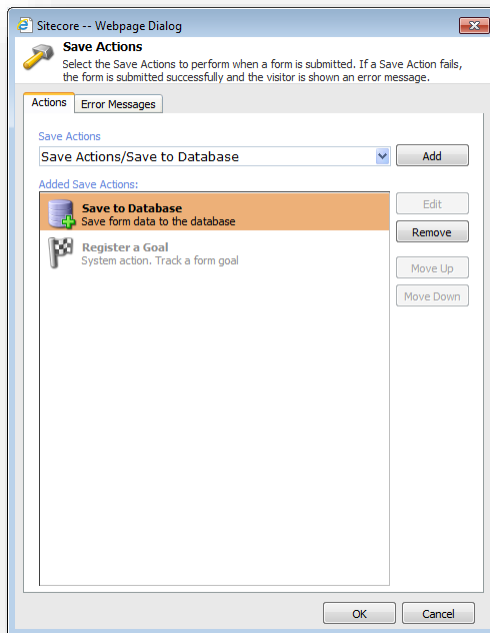 Sitecore -- Webpage Dialog
Save Actions
Select the Save Actions to perform when a form is submitted. If a Save Action fails,
the form is submitted successfully and the visitor is shown an error message.
Actions
Error Messages
Save Actions
Save Actions/Save to Database
Add
Added Save Actions:
Save to Database
Save form data to the database
Register a Goal
System action. Track a form goal
Edit
Remove
Move Up
Move Down
OK
Cancel